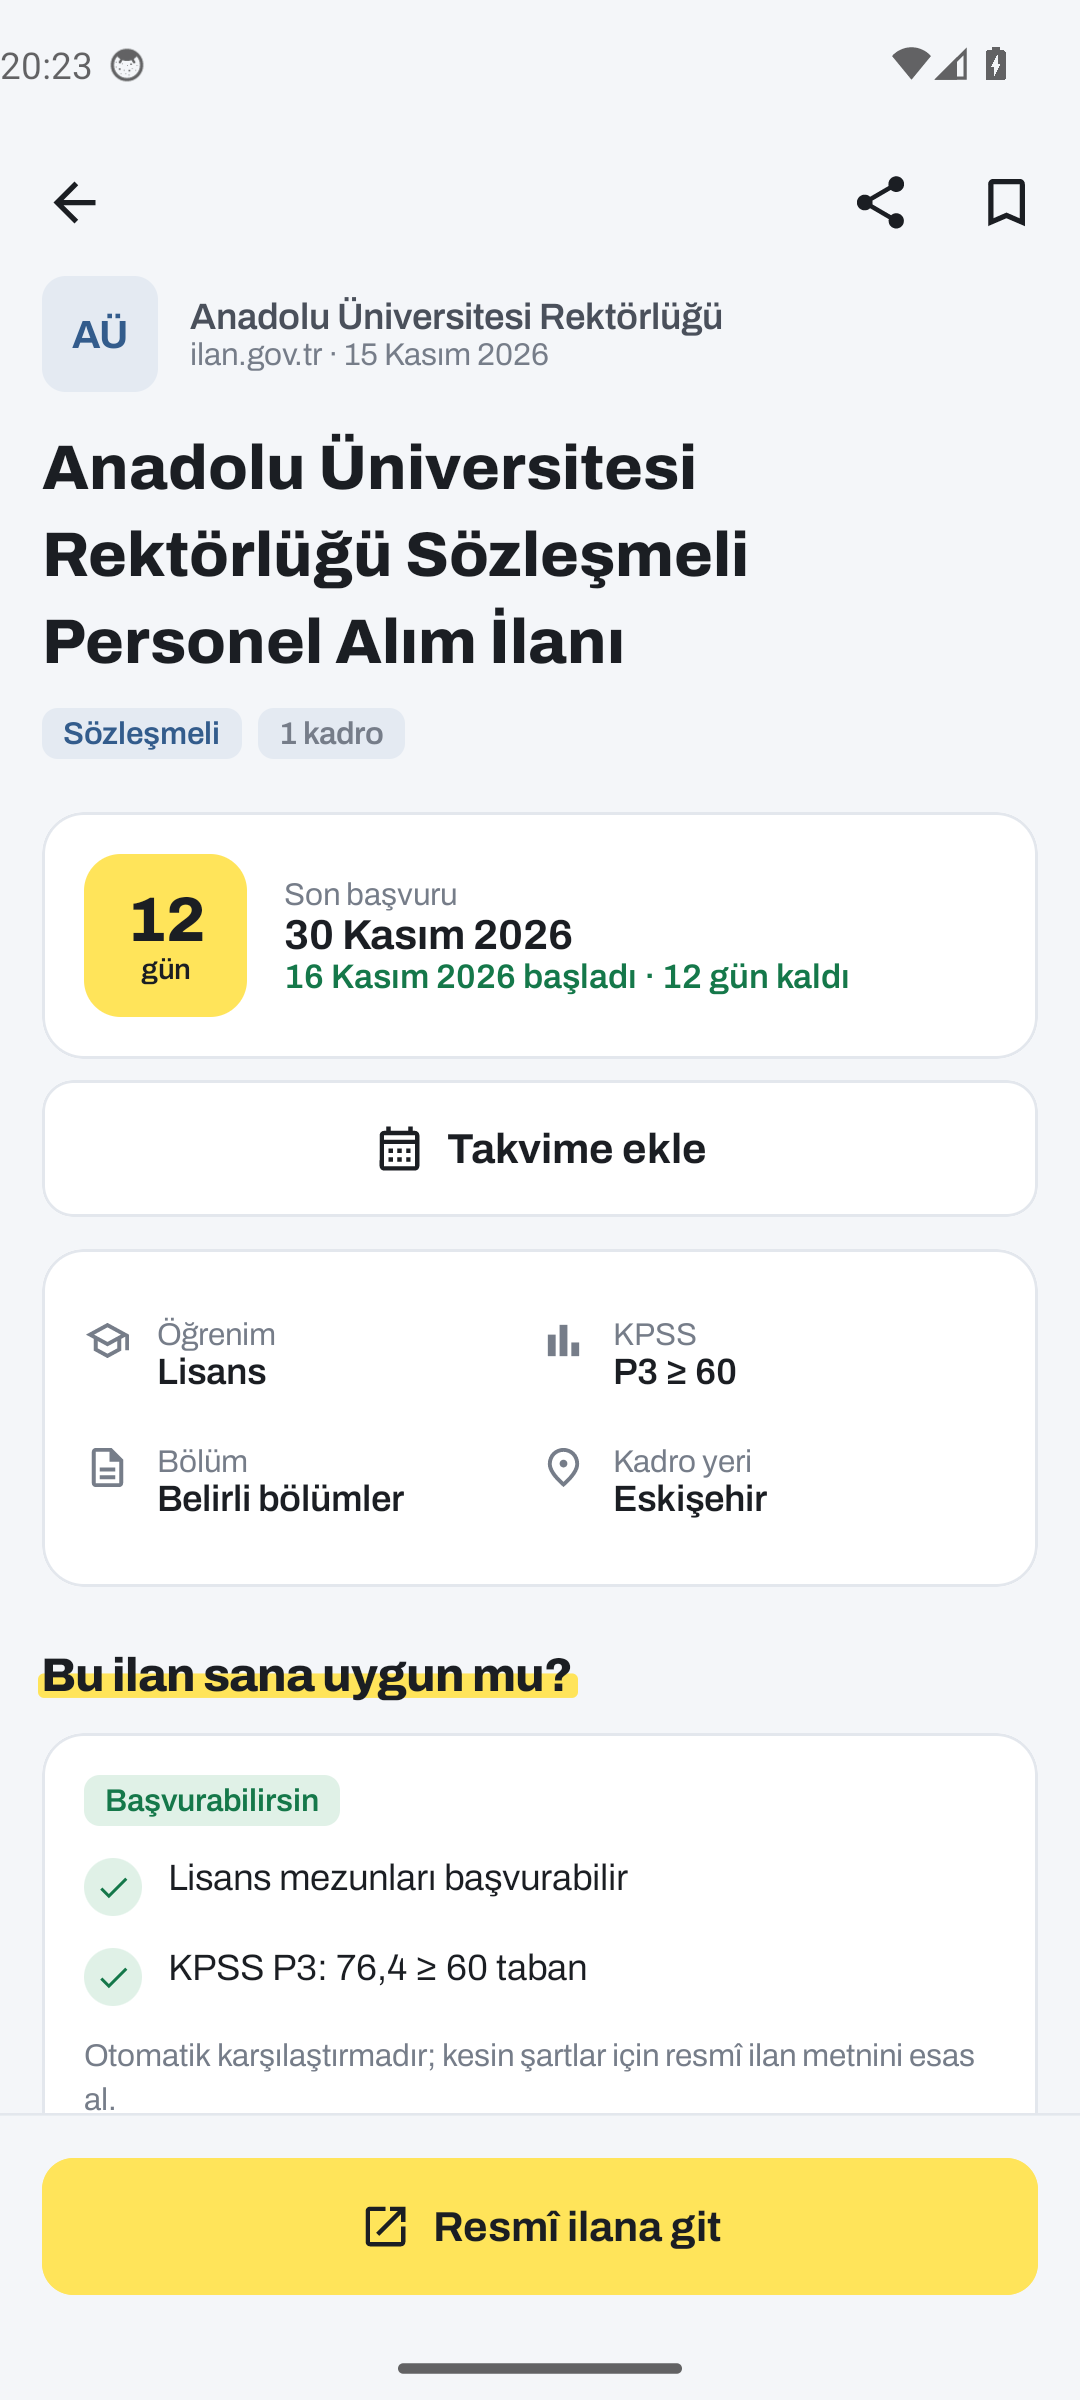 20:23
AÜ
Anadolu Üniversitesi Rektörlüğü
ilan.gov.tr · 15 Kasım 2026
Anadolu Üniversitesi
Rektörlüğü Sözleşmeli
Personel Alım İlanı
Sözleşmeli
1 kadro
12
gün
Son başvuru
30 Kasım 2026
16 Kasım 2026 başladı · 12 gün kaldı
Takvime ekle
Öğrenim
Lisans
KPSS
P3 ≥ 60
Bölüm
Belirli bölümler
Kadro yeri
Eskişehir
Bu ilan sana uygun mu?
Başvurabilirsin
Lisans mezunları başvurabilir
KPSS P3: 76,4 ≥ 60 taban
Otomatik karşılaştırmadır; kesin şartlar için resmî ilan metnini esas
al.
Resmî ilana git